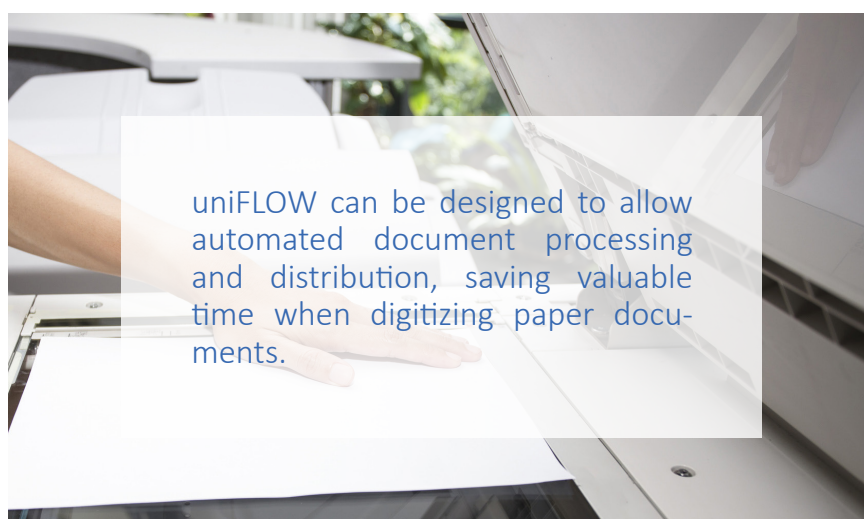 uniFLOW can be designed to allow
automated document processing
and distribution, saving valuable
time when digitizing paper docu-
ments.